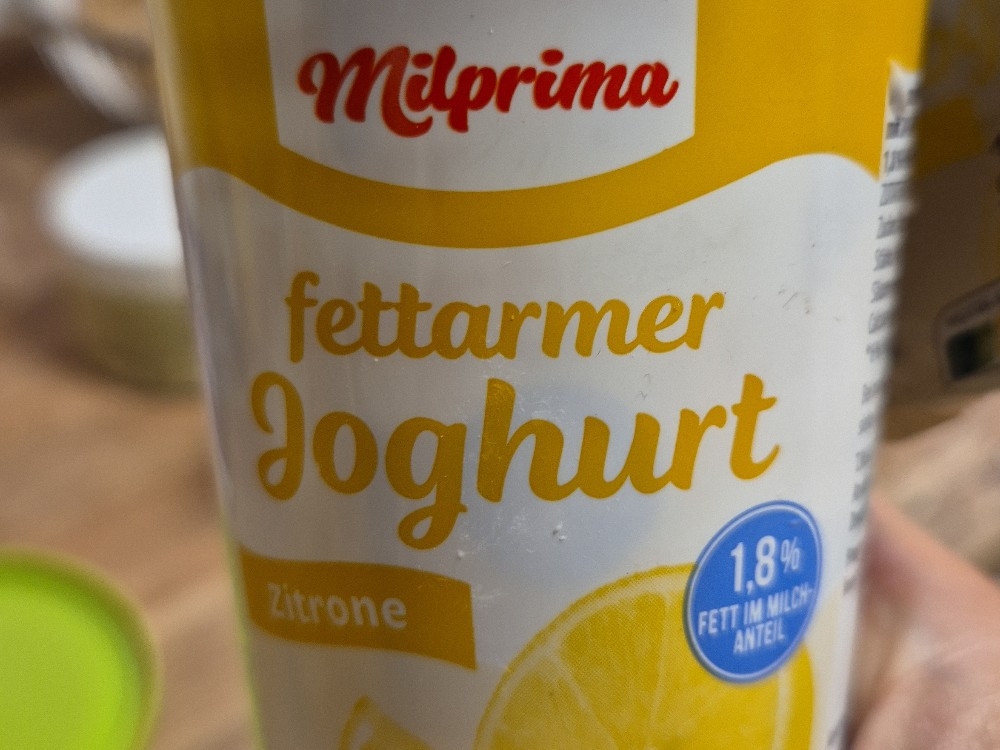 Milprima
fettarmer
Joghurt
Zitrone
1,8%
FETT IM MILCH-
ANTEIL